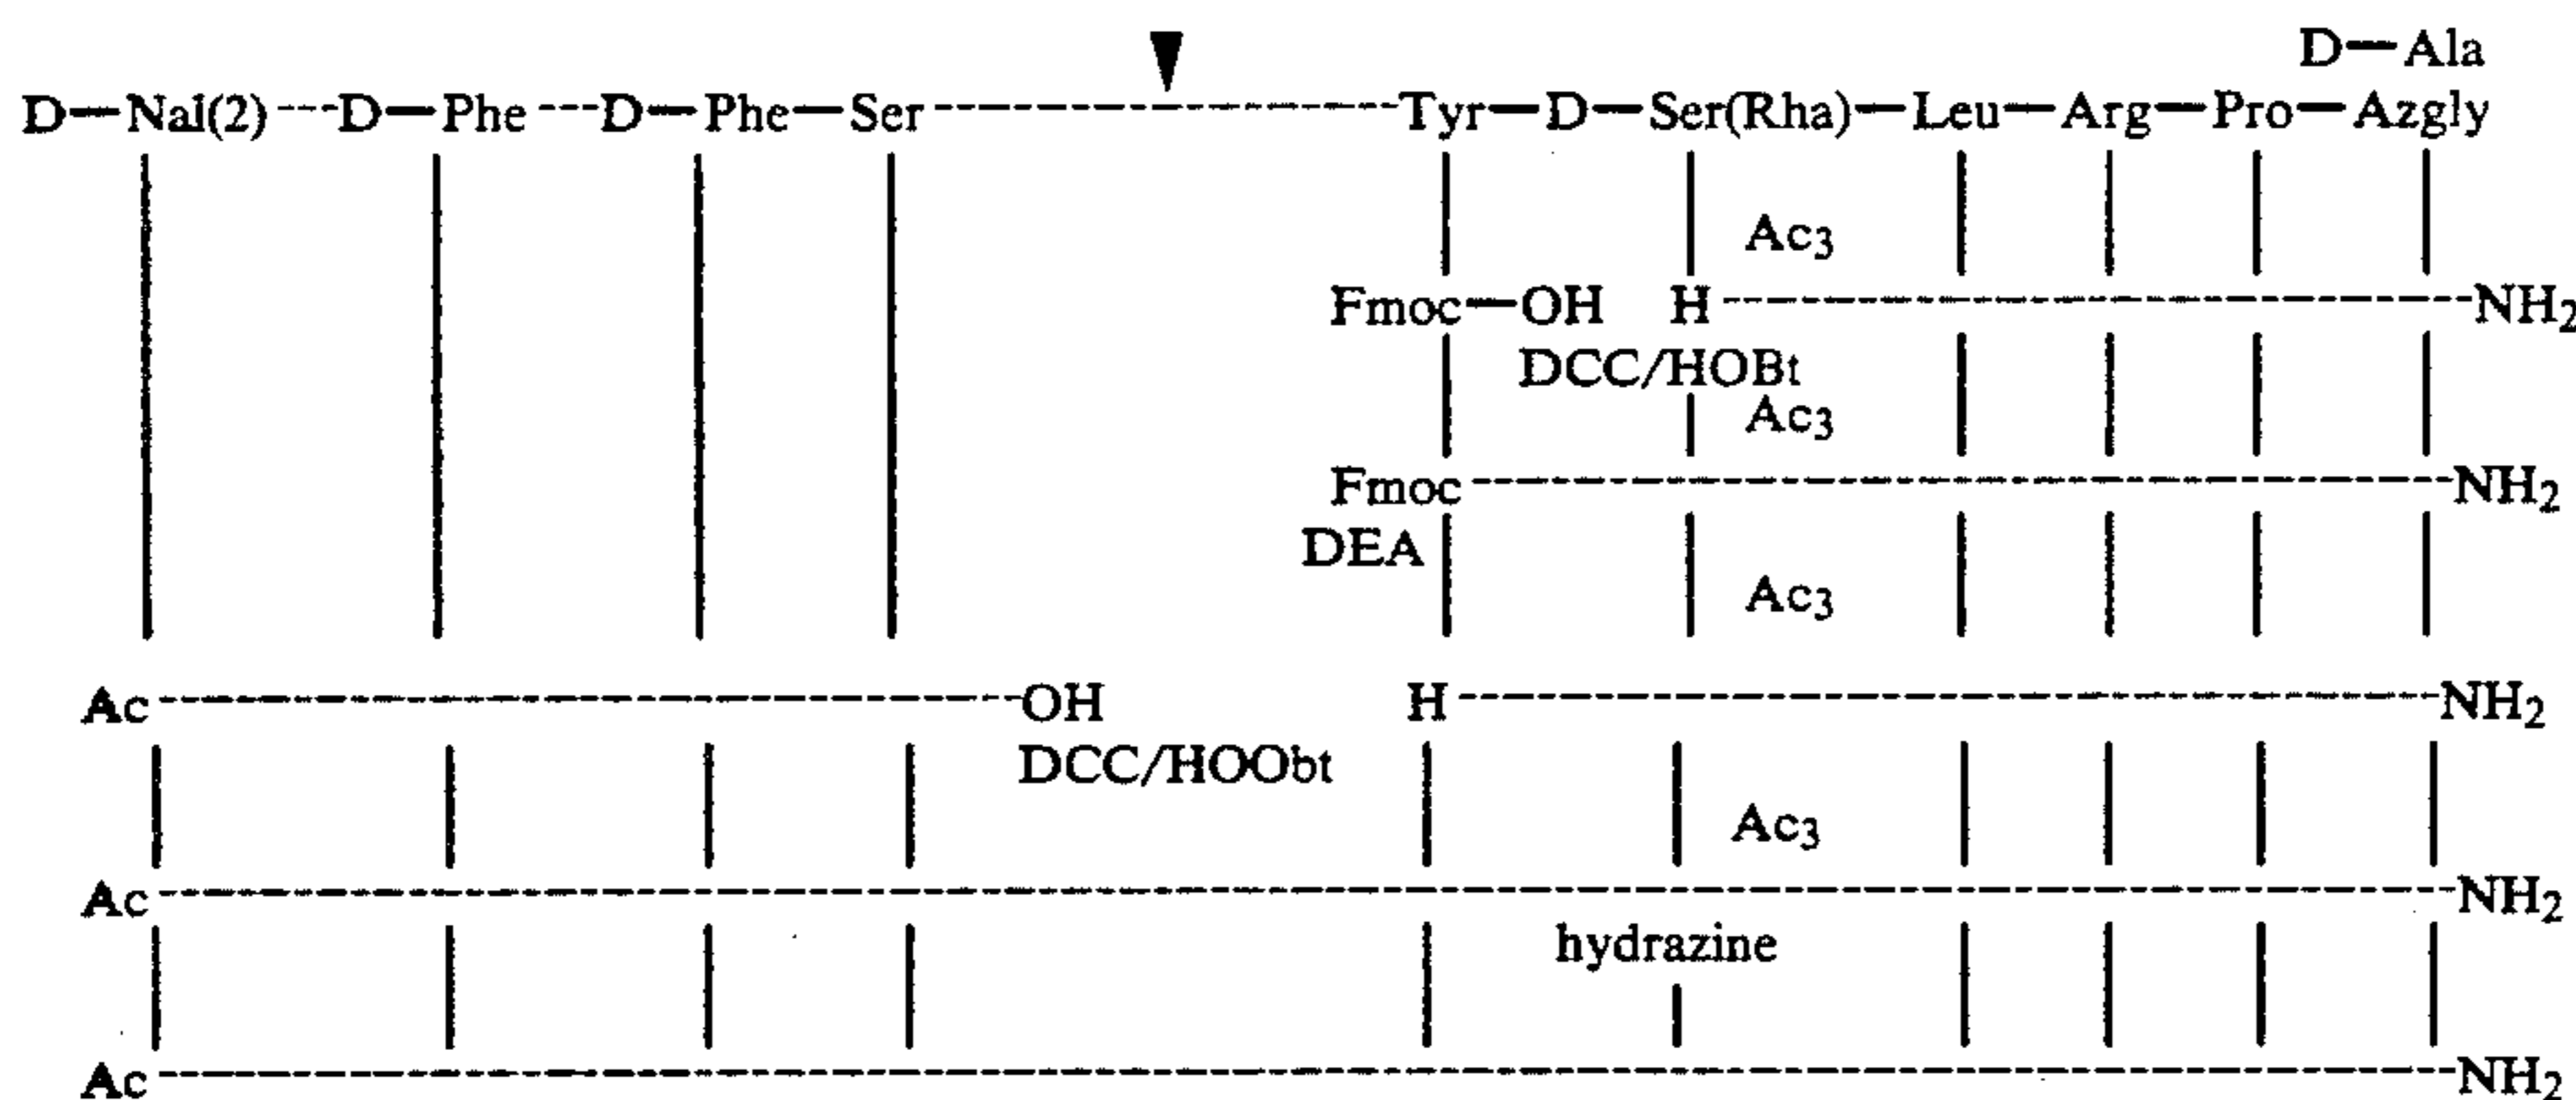 D—Ala
D—Nal(2)---D—Phe---D—Phe—Ser---Tyr—D—Ser(Rha)—Leu—Arg—Pro—Azgly
Ac3
Fmoc—OH H---NH2
DCC/HOBt
Ac3
Fmoc---NH2
DEA
Ac3
Ac---OH H---NH2
DCC/HOObt
Ac3
Ac---NH2
hydrazine
Ac---NH2